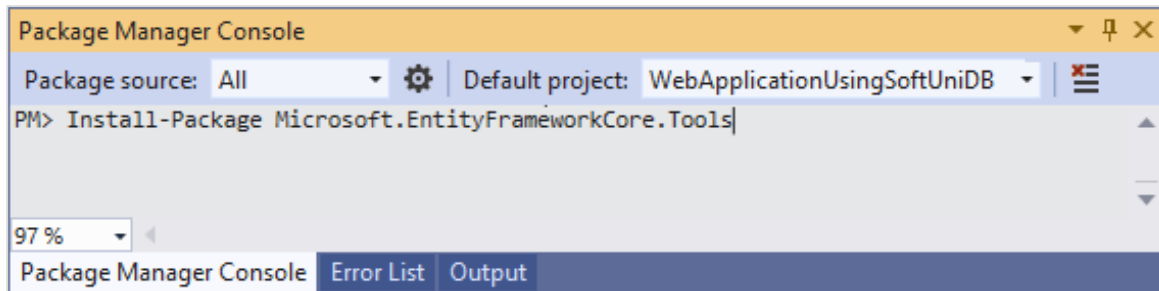 Package Manager Console
Package source: All Default project: WebApplicationUsingSoftUniDB
PM> Install-Package Microsoft.EntityFrameworkCore.Tools
97 %
Package Manager Console Error List Output